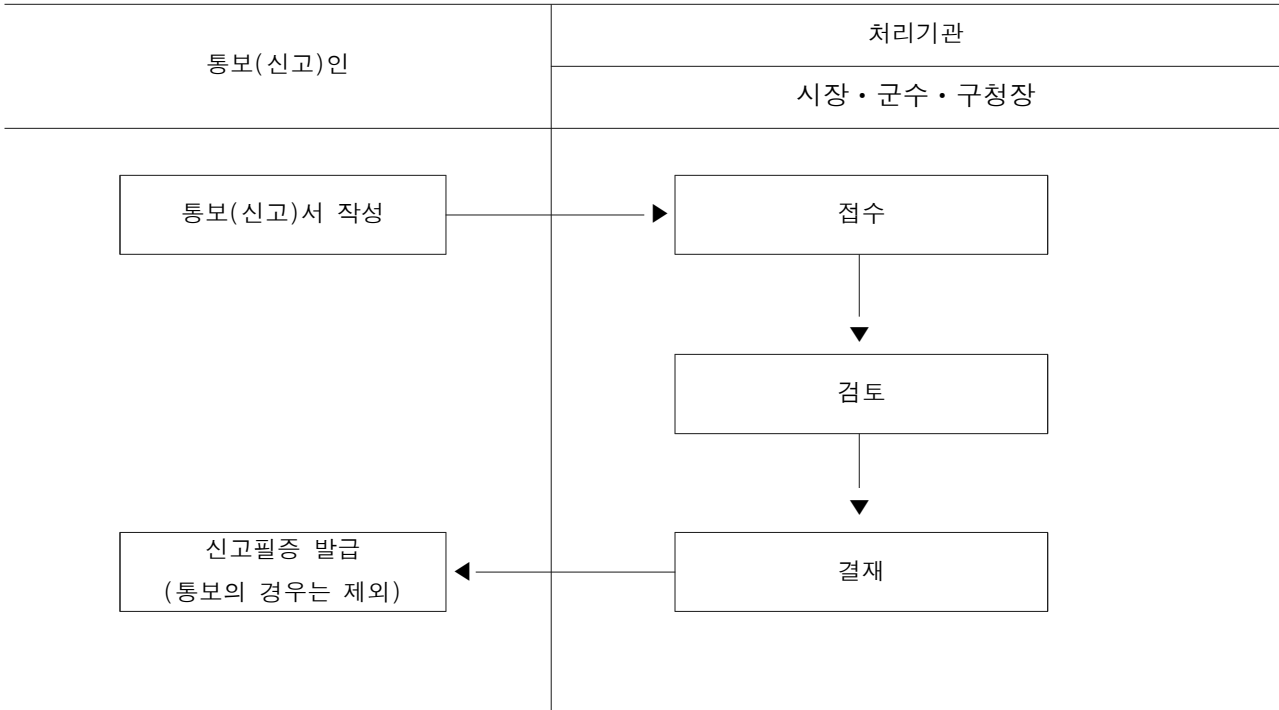 통보(신고)인
처리기관
시장·군수·구청장
통보(신고)서 작성
접수
검토
신고필증 발급
(통보의 경우는 제외)
결재